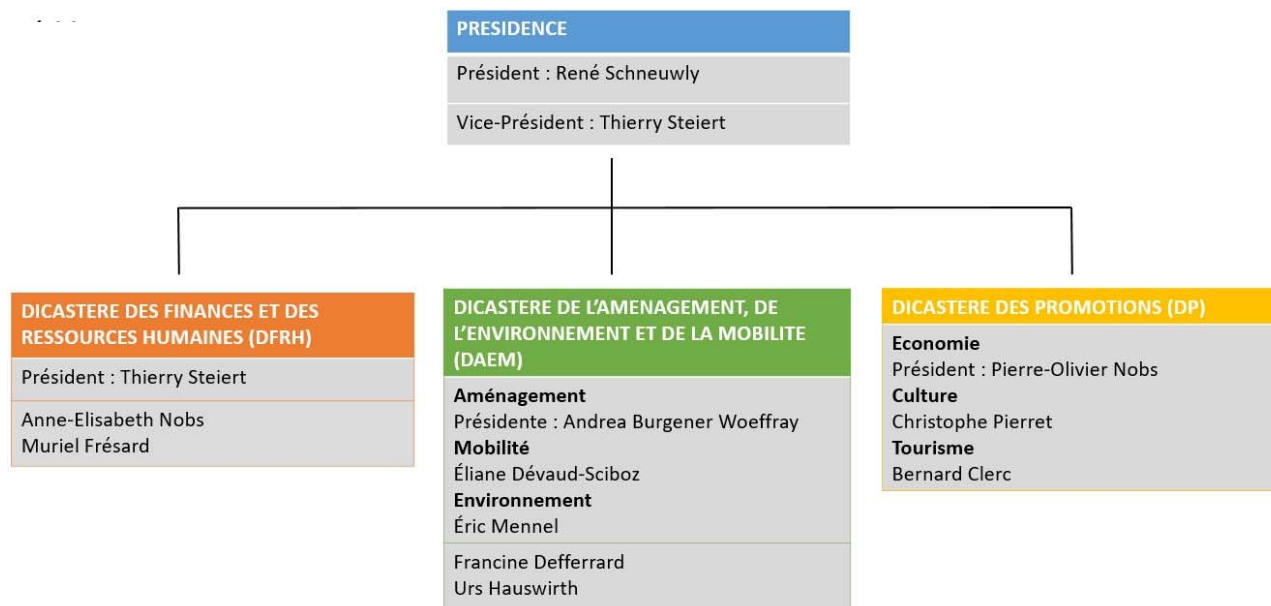 PRESIDENCE
Président : René Schneuwly
Vice-Président : Thierry Steiert
DICASTERE DES FINANCES ET DES
RESSOURCES HUMAINES (DFRH)
Président : Thierry Steiert
Anne-Elisabeth Nobs
Muriel Frésard
DICASTERE DE L’AMENAGEMENT, DE
L’ENVIRONNEMENT ET DE LA MOBILITE
(DAEM)
Aménagement
Présidente : Andrea Burgener Woeffray
Mobilité
Éliane Dévaud-Sciboz
Environnement
Éric Mennel
Francine Defferrard
Urs Hauswirth
DICASTERE DES PROMOTIONS (DP)
Economie
Président : Pierre-Olivier Nobs
Culture
Christophe Pierret
Tourisme
Bernard Clerc